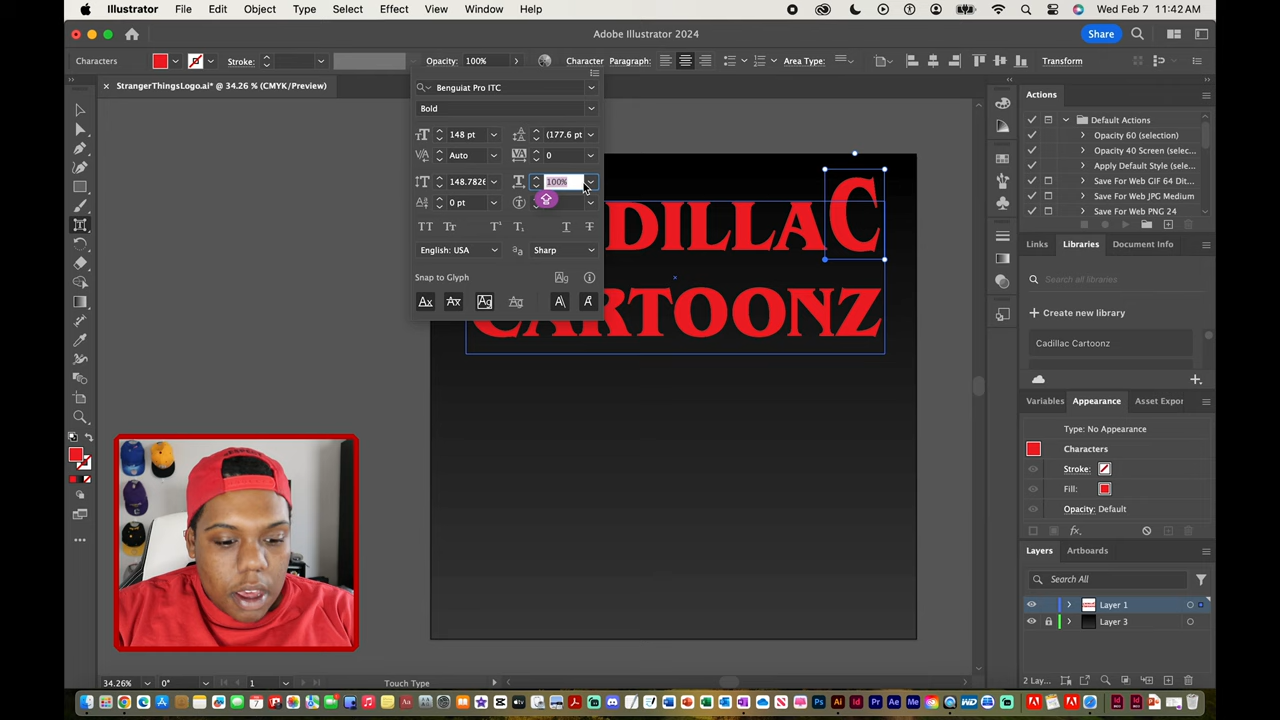 Illustrator File Edit Object Type Select Effect View Window Help Wed Feb 7 11:42 AM
Adobe Illustrator 2024
Share
Characters Stroke: Opacity: 100% Character Paragraph: Area Type: Transform
StrangerThingsLogo.ai* @ 34.26 % (CMYK/Preview)
Benguiat Pro ITC
Bold
148 pt (177.6 pt
Auto 0
148.7826 100%
0 pt
English: USA Sharp
Snap to Glyph
DILLAC
CARTOONZ
Actions
Default Actions
Opacity 60 (selection)
Opacity 40 Screen (selec...
Apply Default Style (selec...
Save For Web GIF 64 Dit...
Save For Web JPG Medium
Save For Web PNG 24
Links Libraries Document Info
Search all libraries
Create new library
Cadillac Cartoonz
Variables Appearance Asset Expor
Type: No Appearance
Characters
Stroke:
Fill:
Opacity: Default
fx
Layers Artboards
Search All
Layer 1
Layer 3
2 Lay...
34.26% 0° 1 Touch Type